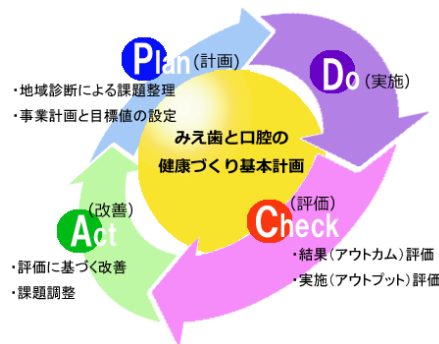 Plan(計画)
・地域診断による課題整理
・事業計画と目標値の設定
Do(実施)
みえ歯と口腔の
健康づくり基本計画
(評価)
Check
・結果(アウトカム)評価
・実施(アウトプット)評価
(改善)
Act
・評価に基づく改善
・課題調整